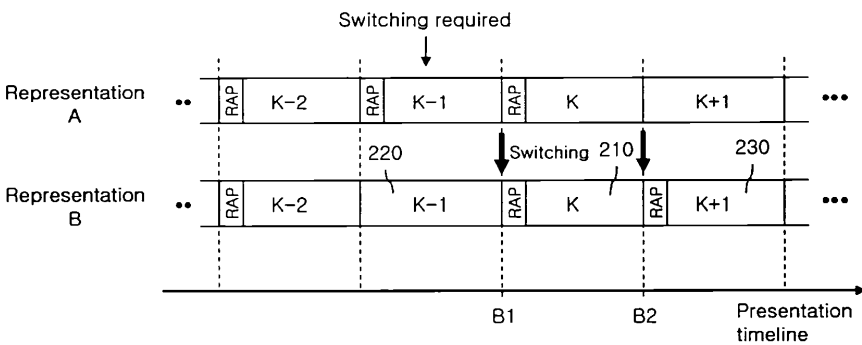 Switching required
Representation A
•• RAP K-2 RAP K-1 RAP K K+1 •••
220 Switching 210 230
Representation B
•• RAP K-2 K-1 RAP K RAP K+1 •••
B1 B2 Presentation timeline